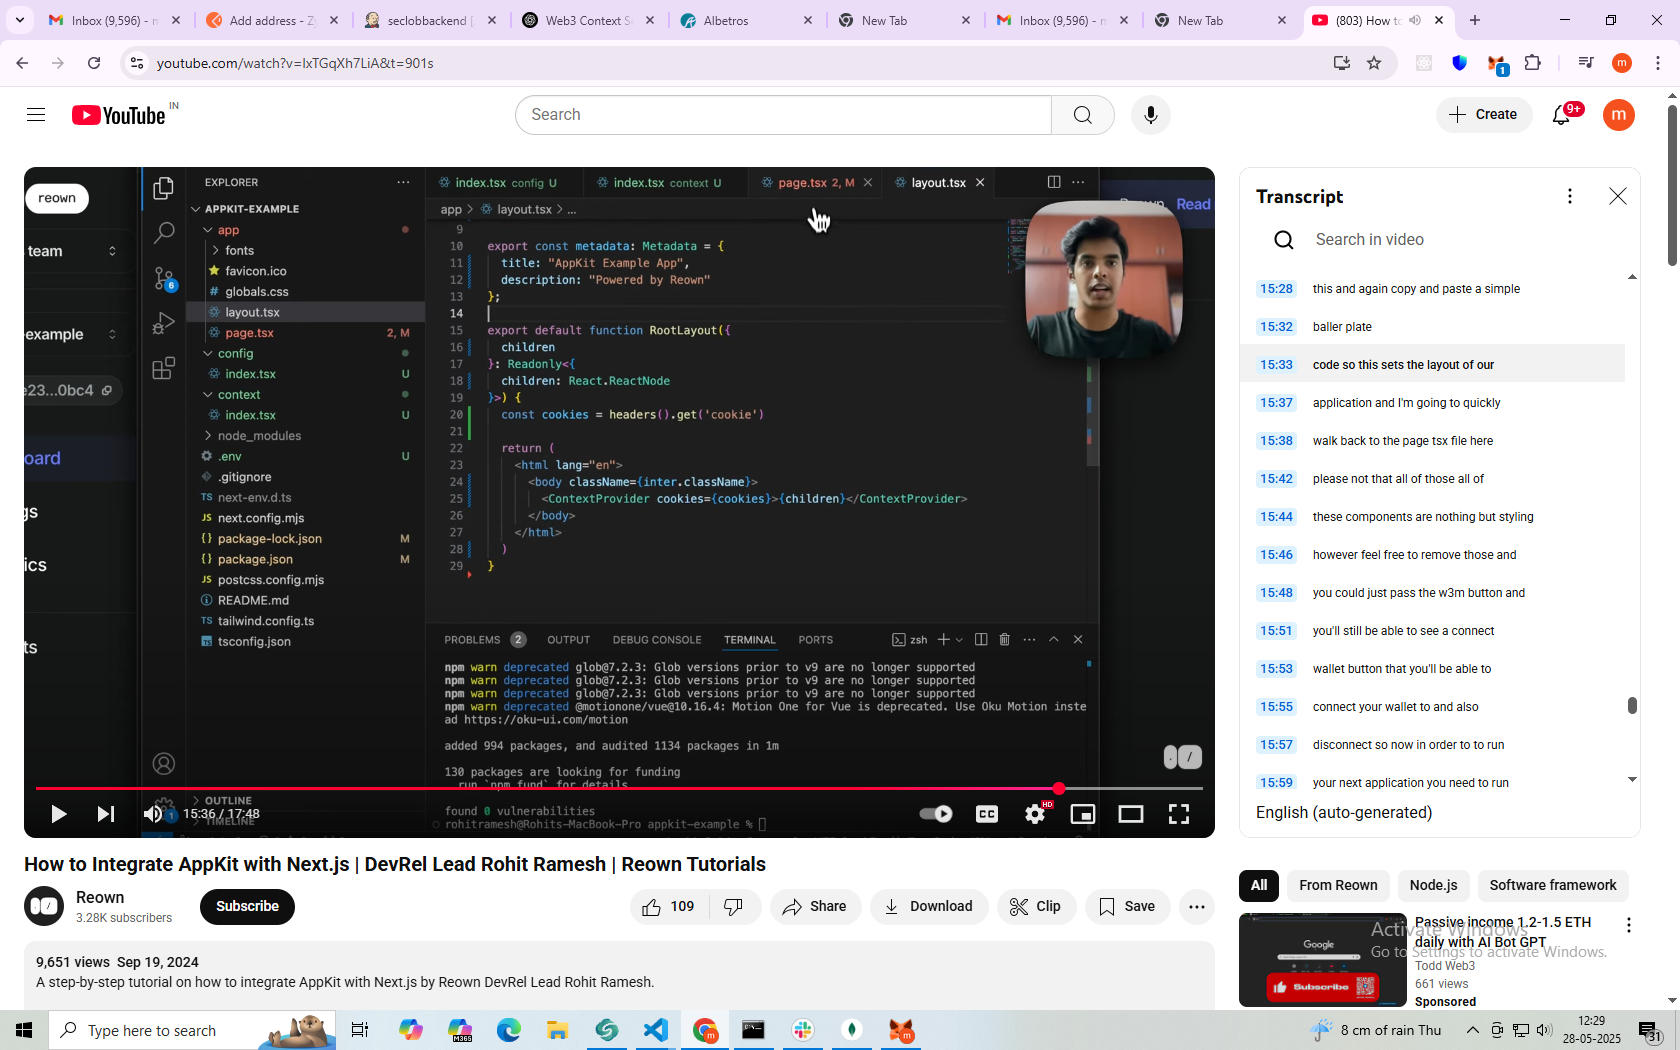 Inbox (9,596) - m
Add address - Zy
seclobbackend [
Web3 Context Se
Albetros
New Tab
Inbox (9,596) - m
New Tab
(803) How to
youtube.com/watch?v=lxTGqXh7LiA&t=901s
1
m
YouTube IN
Search
Create
9+
m
reown
team
example
e23...0bc4
oard
gs
ics
ts
EXPLORER
APPKIT-EXAMPLE
app
fonts
favicon.ico
# globals.css
layout.tsx
page.tsx 2, M
config
index.tsx U
context
index.tsx U
node_modules
.env U
.gitignore
TS next-env.d.ts
JS next.config.mjs
{} package-lock.json M
{} package.json M
JS postcss.config.mjs
README.md
TS tailwind.config.ts
tsconfig.json
OUTLINE
TIMELINE
6
1
index.tsx config U
index.tsx context U
page.tsx 2, M
layout.tsx
app > layout.tsx > ...
9
10 export const metadata: Metadata = {
11 title: "AppKit Example App",
12 description: "Powered by Reown"
13 };
14
15 export default function RootLayout({
16 children
17 }: Readonly<{
18 children: React.ReactNode
19 }>) {
20 const cookies = headers().get('cookie')
21
22 return (
23 <html lang="en">
24 <body className={inter.className}>
25 <ContextProvider cookies={cookies}>{children}</ContextProvider>
26 </body>
27 </html>
28 )
29 }
Read
PROBLEMS 2 OUTPUT DEBUG CONSOLE TERMINAL PORTS
zsh
npm warn deprecated glob@7.2.3: Glob versions prior to v9 are no longer supported
npm warn deprecated glob@7.2.3: Glob versions prior to v9 are no longer supported
npm warn deprecated glob@7.2.3: Glob versions prior to v9 are no longer supported
npm warn deprecated @motionone/vue@10.16.4: Motion One for Vue is deprecated. Use Oku Motion inste
ad https://oku-ui.com/motion
added 994 packages, and audited 1134 packages in 1m
130 packages are looking for funding
run `npm fund` for details
found 0 vulnerabilities
rohitramesh@Rohits-MacBook-Pro appkit-example %
15:36 / 17:48
HD
Transcript
Search in video
15:28 this and again copy and paste a simple
15:32 baller plate
15:33 code so this sets the layout of our
15:37 application and I'm going to quickly
15:38 walk back to the page tsx file here
15:42 please not that all of those all of
15:44 these components are nothing but styling
15:46 however feel free to remove those and
15:48 you could just pass the w3m button and
15:51 you'll still be able to see a connect
15:53 wallet button that you'll be able to
15:55 connect your wallet to and also
15:57 disconnect so now in order to to run
15:59 your next application you need to run
English (auto-generated)
How to Integrate AppKit with Next.js | DevRel Lead Rohit Ramesh | Reown Tutorials
Reown
3.28K subscribers
Subscribe
109
Share
Download
Clip
Save
9,651 views Sep 19, 2024
A step-by-step tutorial on how to integrate AppKit with Next.js by Reown DevRel Lead Rohit Ramesh.
All
From Reown
Node.js
Software framework
Google
Subscribe
Passive income 1.2-1.5 ETH
daily with AI Bot GPT
Todd Web3
661 views
Sponsored
Activate Windows
Go to Settings to activate Windows.
Type here to search
8 cm of rain Thu
12:29
28-05-2025
31